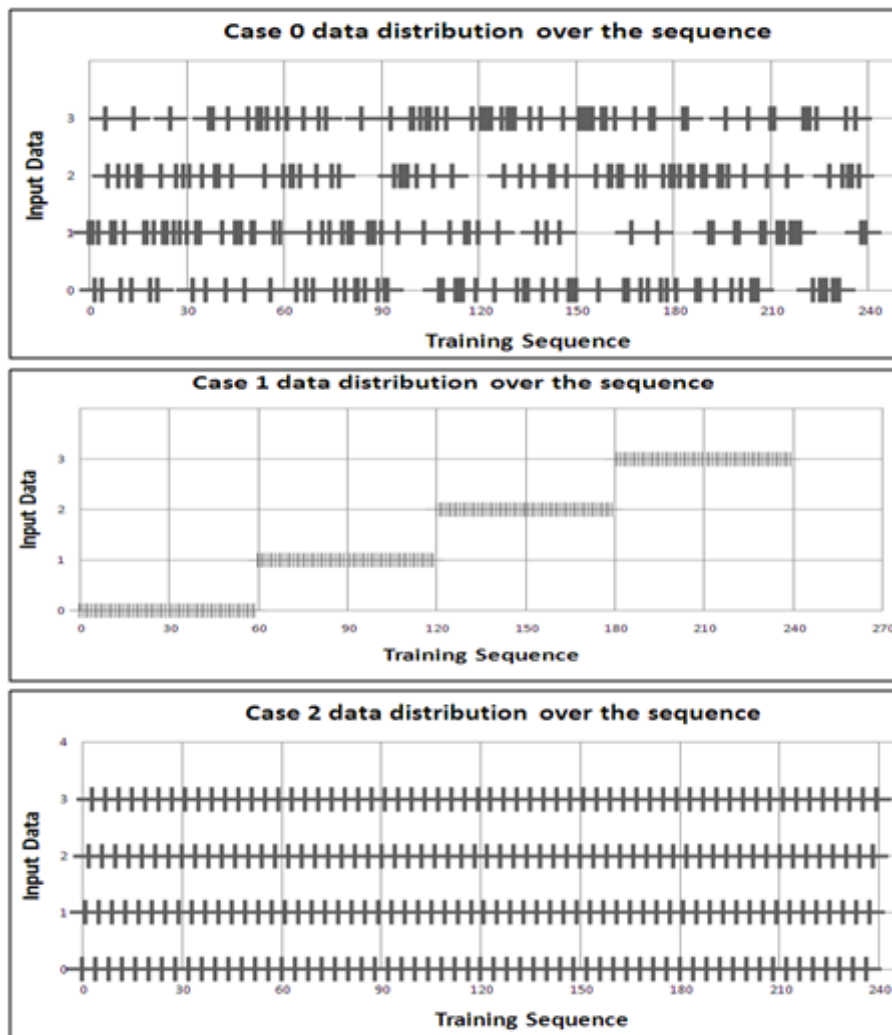 Case 0 data distribution over the sequence
Input Data
3
2
1
0
0 30 60 90 120 150 180 210 240
Training Sequence
Case 1 data distribution over the sequence
Input Data
3
2
1
0
0 30 60 90 120 150 180 210 240 270
Training Sequence
Case 2 data distribution over the sequence
Input Data
4
3
2
1
0
0 30 60 90 120 150 180 210 240
Training Sequence